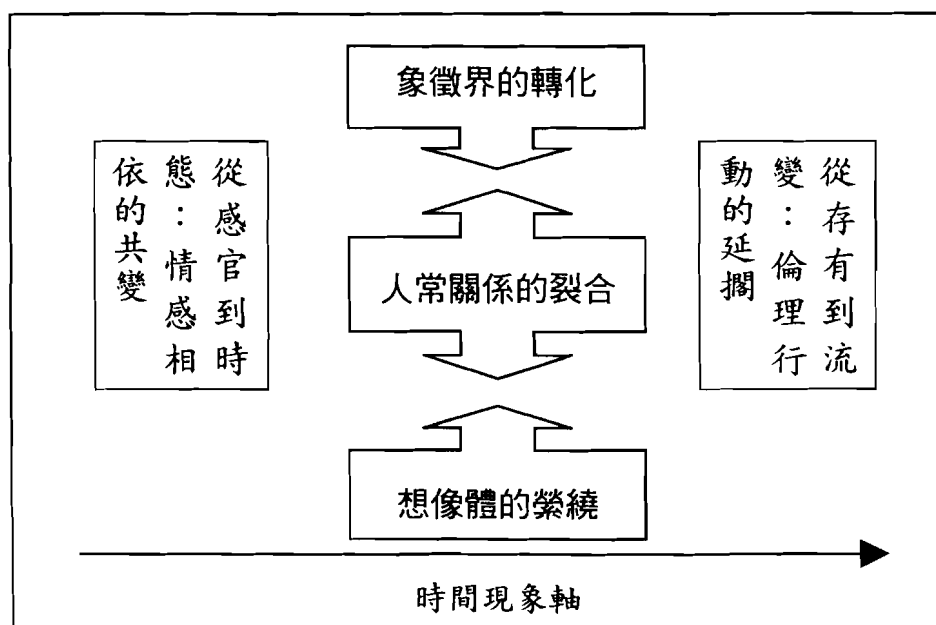 象徵界的轉化
從感官到時
態：情感相
依的共變
人常關係的裂合
從存有到流
變：倫理行
動的延擱
想像體的縈繞
時間現象軸